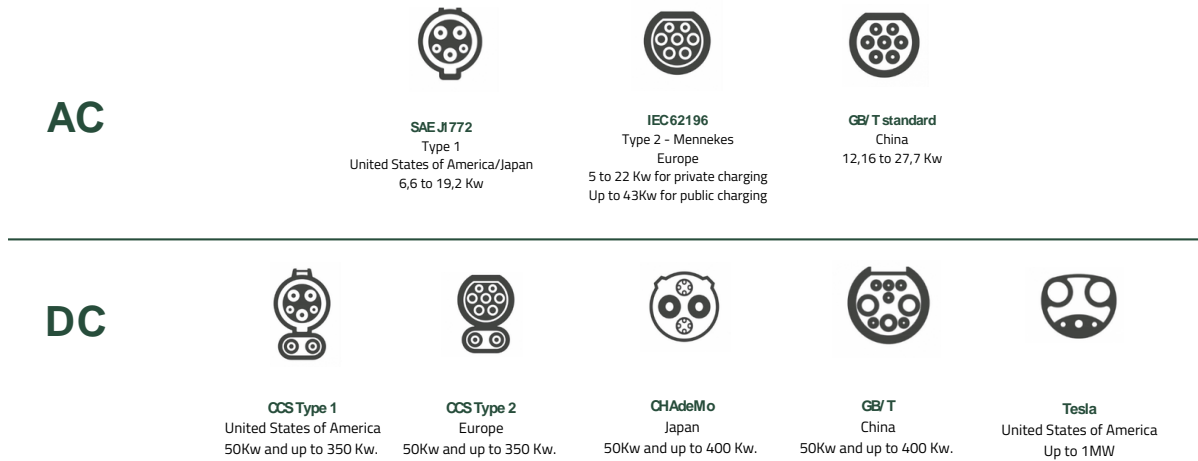 AC
SAE J1772
Type 1
United States of America/Japan
6,6 to 19,2 Kw
IEC62196
Type 2 - Mennekes
Europe
5 to 22 Kw for private charging
Up to 43Kw for public charging
GB/T standard
China
12,16 to 27,7 Kw
DC
CCS Type 1
United States of America
50Kw and up to 350 Kw.
CCS Type 2
Europe
50Kw and up to 350 Kw.
CHAdeMo
Japan
50Kw and up to 400 Kw.
GB/T
China
50Kw and up to 400 Kw.
Tesla
United States of America
Up to 1MW